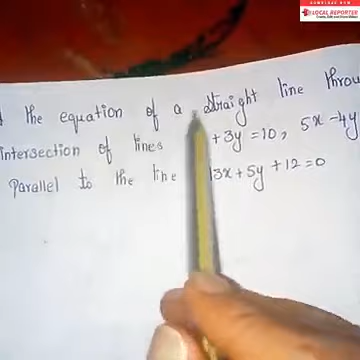 LOCAL REPORTER
the equation of a straight line throu
intersection of lines + 3y = 10, 5x - 4y
Parallel to the line 13x + 5y + 12 = 0